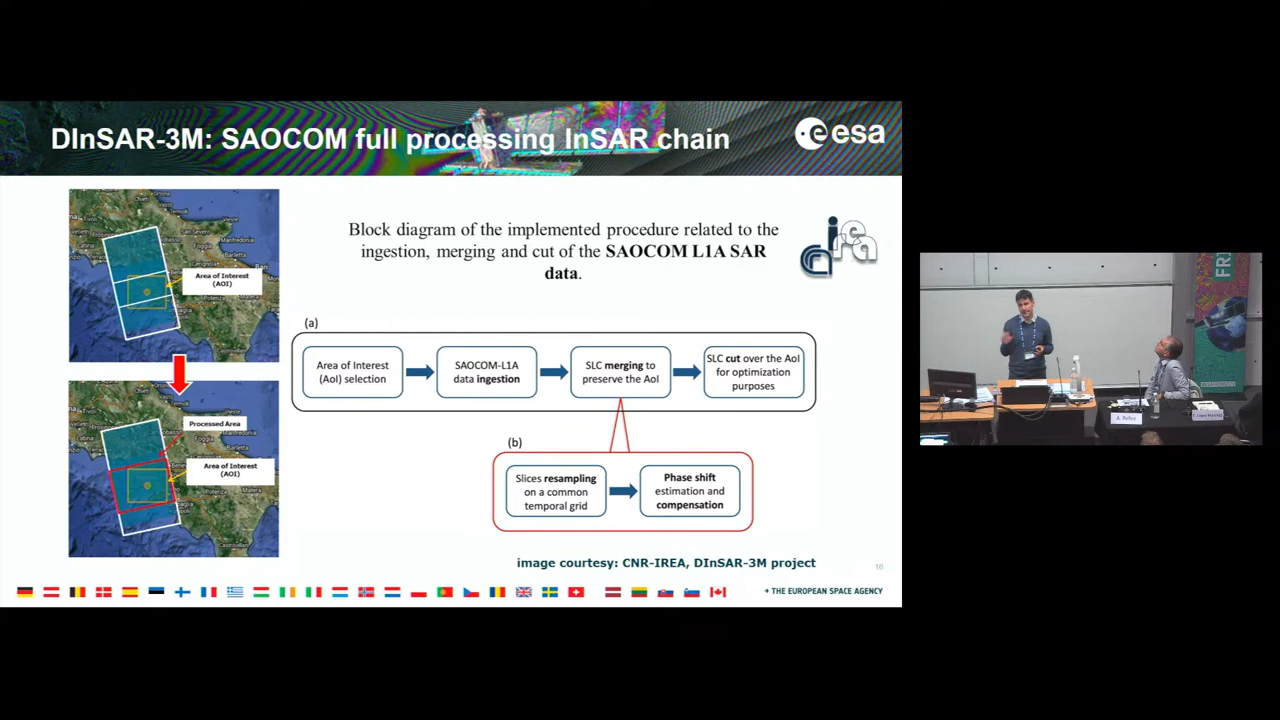 DInSAR-3M: SAOCOM full processing InSAR chain
esa
Area of Interest
(AOI)
Processed Area
Area of Interest
(AOI)
Block diagram of the implemented procedure related to the
ingestion, merging and cut of the SAOCOM L1A SAR
data.
irea
(a)
Area of Interest
(AoI) selection
SAOCOM-L1A
data ingestion
SLC merging to
preserve the AoI
SLC cut over the AoI
for optimization
purposes
(b)
Slices resampling
on a common
temporal grid
Phase shift
estimation and
compensation
image courtesy: CNR-IREA, DInSAR-3M project
16
+ THE EUROPEAN SPACE AGENCY
A. Refice